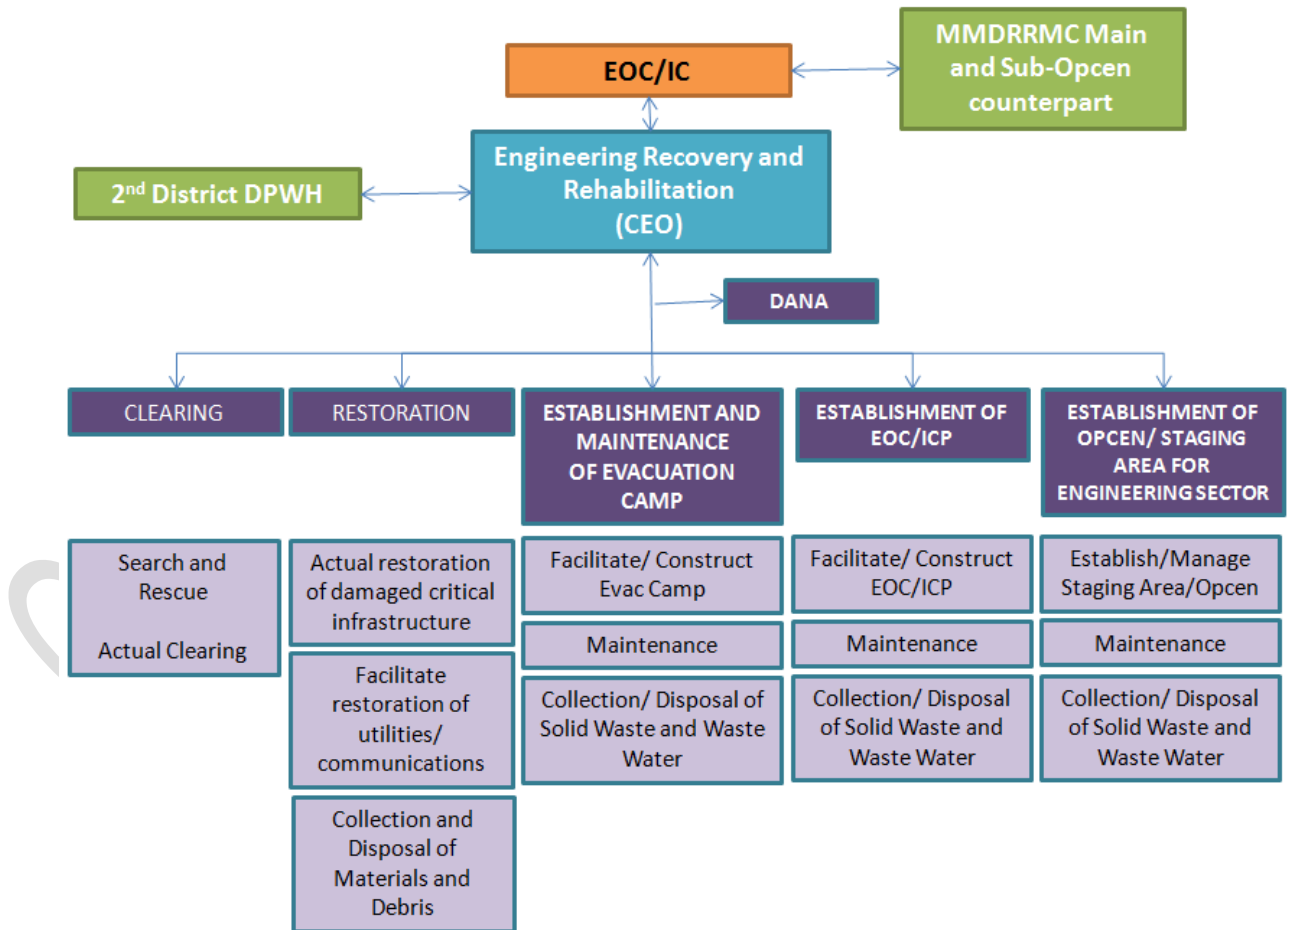 EOC/IC
MMDRRMC Main
and Sub-Opcen
counterpart
Engineering Recovery and
Rehabilitation
(CEO)
2nd District DPWH
DANA
CLEARING
RESTORATION
ESTABLISHMENT AND
MAINTENANCE
OF EVACUATION
CAMP
ESTABLISHMENT OF
EOC/ICP
ESTABLISHMENT OF
OPCEN/ STAGING
AREA FOR
ENGINEERING SECTOR
Search and
Rescue
Actual Clearing
Actual restoration
of damaged critical
infrastructure
Facilitate
restoration of
utilities/
communications
Collection and
Disposal of
Materials and
Debris
Facilitate/ Construct
Evac Camp
Maintenance
Collection/ Disposal of
Solid Waste and Waste
Water
Facilitate/ Construct
EOC/ICP
Maintenance
Collection/ Disposal
of Solid Waste and
Waste Water
Establish/Manage
Staging Area/Opcen
Maintenance
Collection/ Disposal
of Solid Waste and
Waste Water